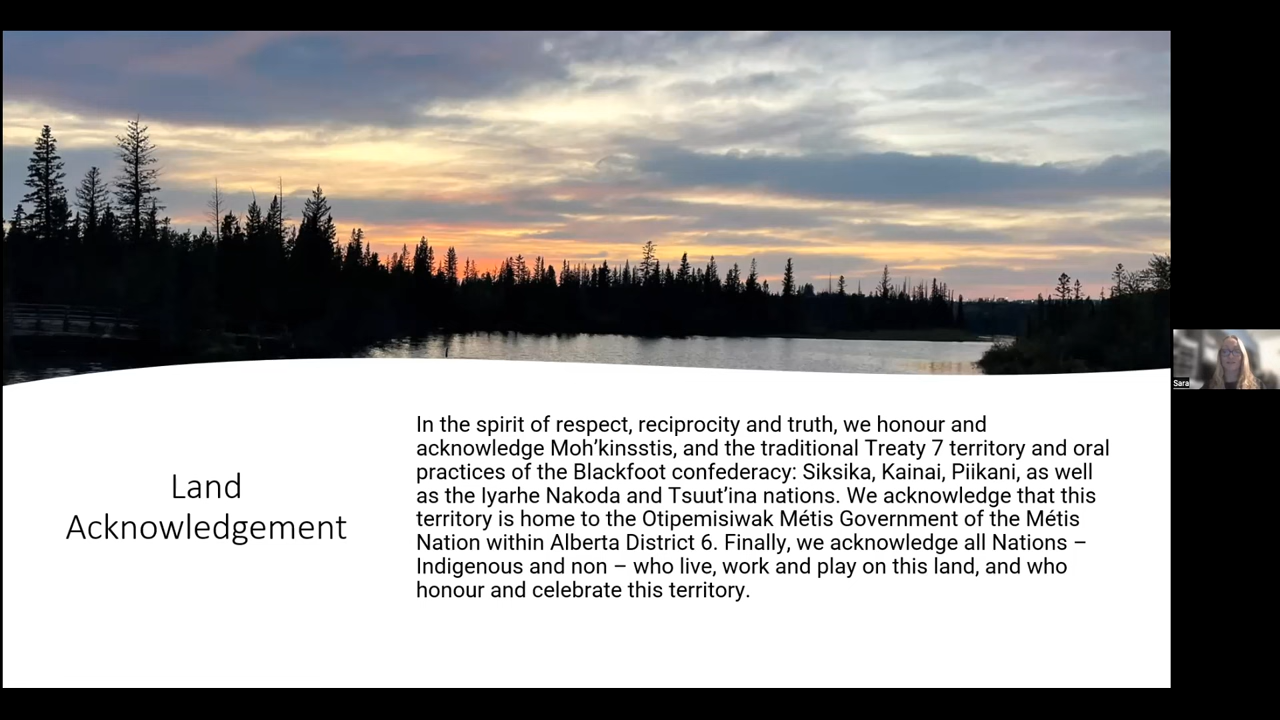 Land
Acknowledgement
In the spirit of respect, reciprocity and truth, we honour and
acknowledge Moh’kinsstis, and the traditional Treaty 7 territory and oral
practices of the Blackfoot confederacy: Siksika, Kainai, Piikani, as well
as the Iyarhe Nakoda and Tsuut’ina nations. We acknowledge that this
territory is home to the Otipemisiwak Métis Government of the Métis
Nation within Alberta District 6. Finally, we acknowledge all Nations –
Indigenous and non – who live, work and play on this land, and who
honour and celebrate this territory.
Sara